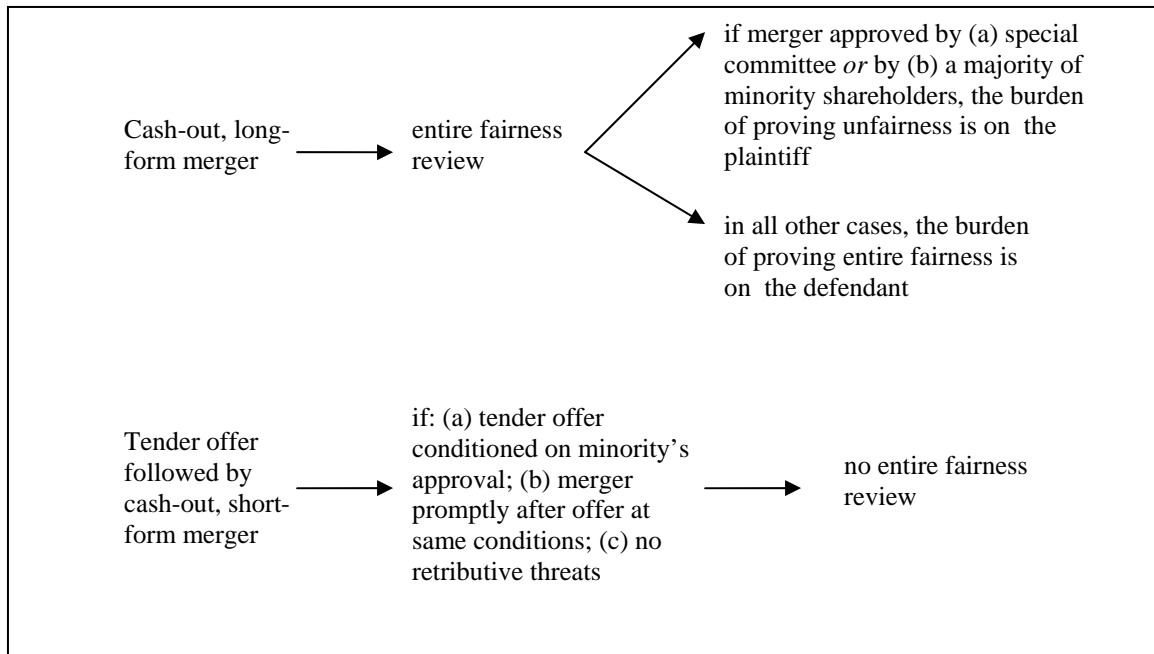 if merger approved by (a) special
committee or by (b) a majority of
minority shareholders, the burden
of proving unfairness is on the
plaintiff
Cash-out, long-
form merger
entire fairness
review
in all other cases, the burden
of proving entire fairness is
on the defendant
Tender offer
followed by
cash-out, short-
form merger
if: (a) tender offer
conditioned on minority’s
approval; (b) merger
promptly after offer at
same conditions; (c) no
retributive threats
no entire fairness
review